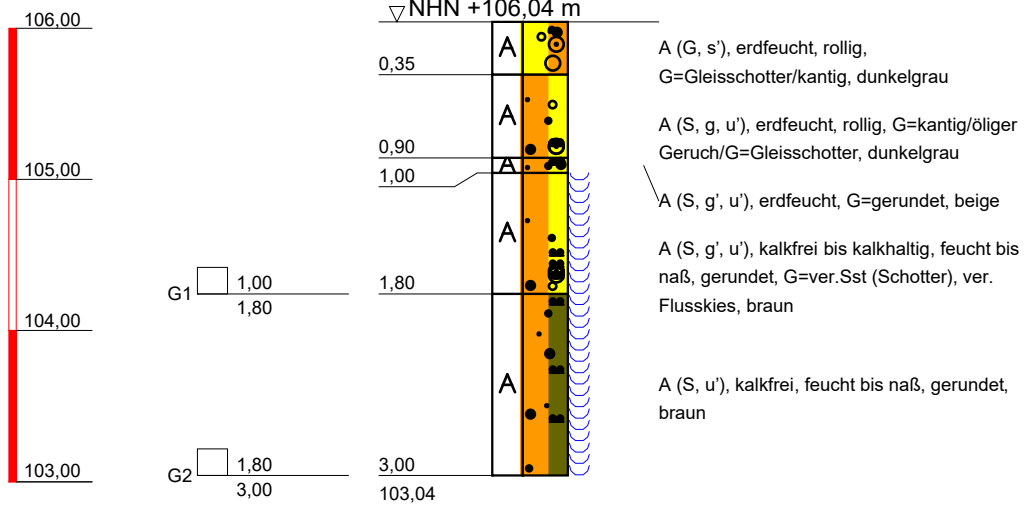 NHN +106,04 m
106,00
105,00
104,00
103,00
G1
1,00
1,80
G2
1,80
3,00
0,35
0,90
1,00
1,80
3,00
103,04
A
A
A
A
A
A (G, s’), erdfeucht, rollig,
G=Gleisschotter/kantig, dunkelgrau
A (S, g, u’), erdfeucht, rollig, G=kantig/öliger
Geruch/G=Gleisschotter, dunkelgrau
A (S, g’, u’), erdfeucht, G=gerundet, beige
A (S, g’, u’), kalkfrei bis kalkhaltig, feucht bis
naß, gerundet, G=ver.Sst (Schotter), ver.
Flusskies, braun
A (S, u’), kalkfrei, feucht bis naß, gerundet,
braun